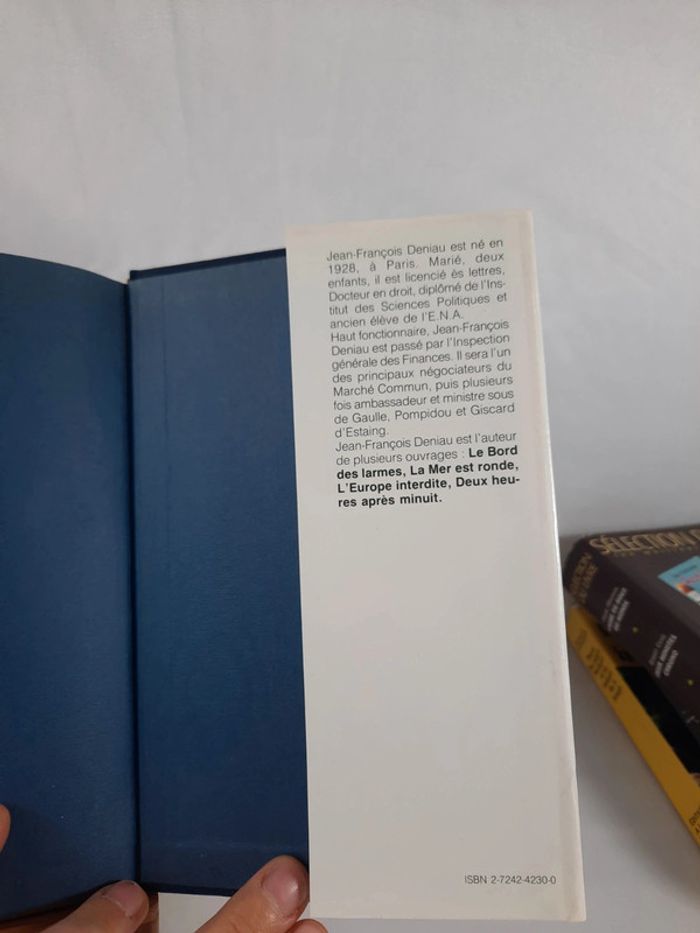 Jean-François Deniau est né en
1928, à Paris. Marié, deux
enfants, il est licencié ès lettres,
Docteur en droit, diplômé de l'Ins-
titut des Sciences Politiques et
ancien élève de l'E.N.A.
Haut fonctionnaire, Jean-François
Deniau est passé par l'Inspection
générale des Finances. Il sera l'un
des principaux négociateurs du
Marché Commun, puis plusieurs
fois ambassadeur et ministre sous
de Gaulle, Pompidou et Giscard
d'Estaing.
Jean-François Deniau est l'auteur
de plusieurs ouvrages : Le Bord
des larmes, La Mer est ronde,
L'Europe interdite, Deux heu-
res après minuit.
ISBN 2-7242-4230-0
SÉLECTION